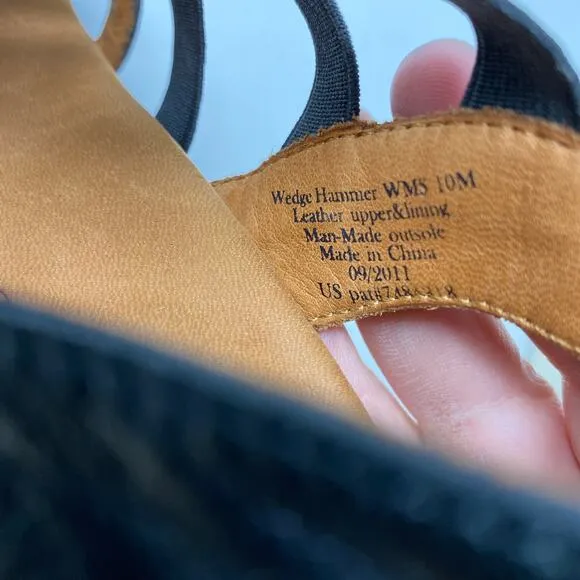 Wedge Hammer WMS 10M
Leather upper&lining
Man-Made outsole
Made in China
09/2011
US